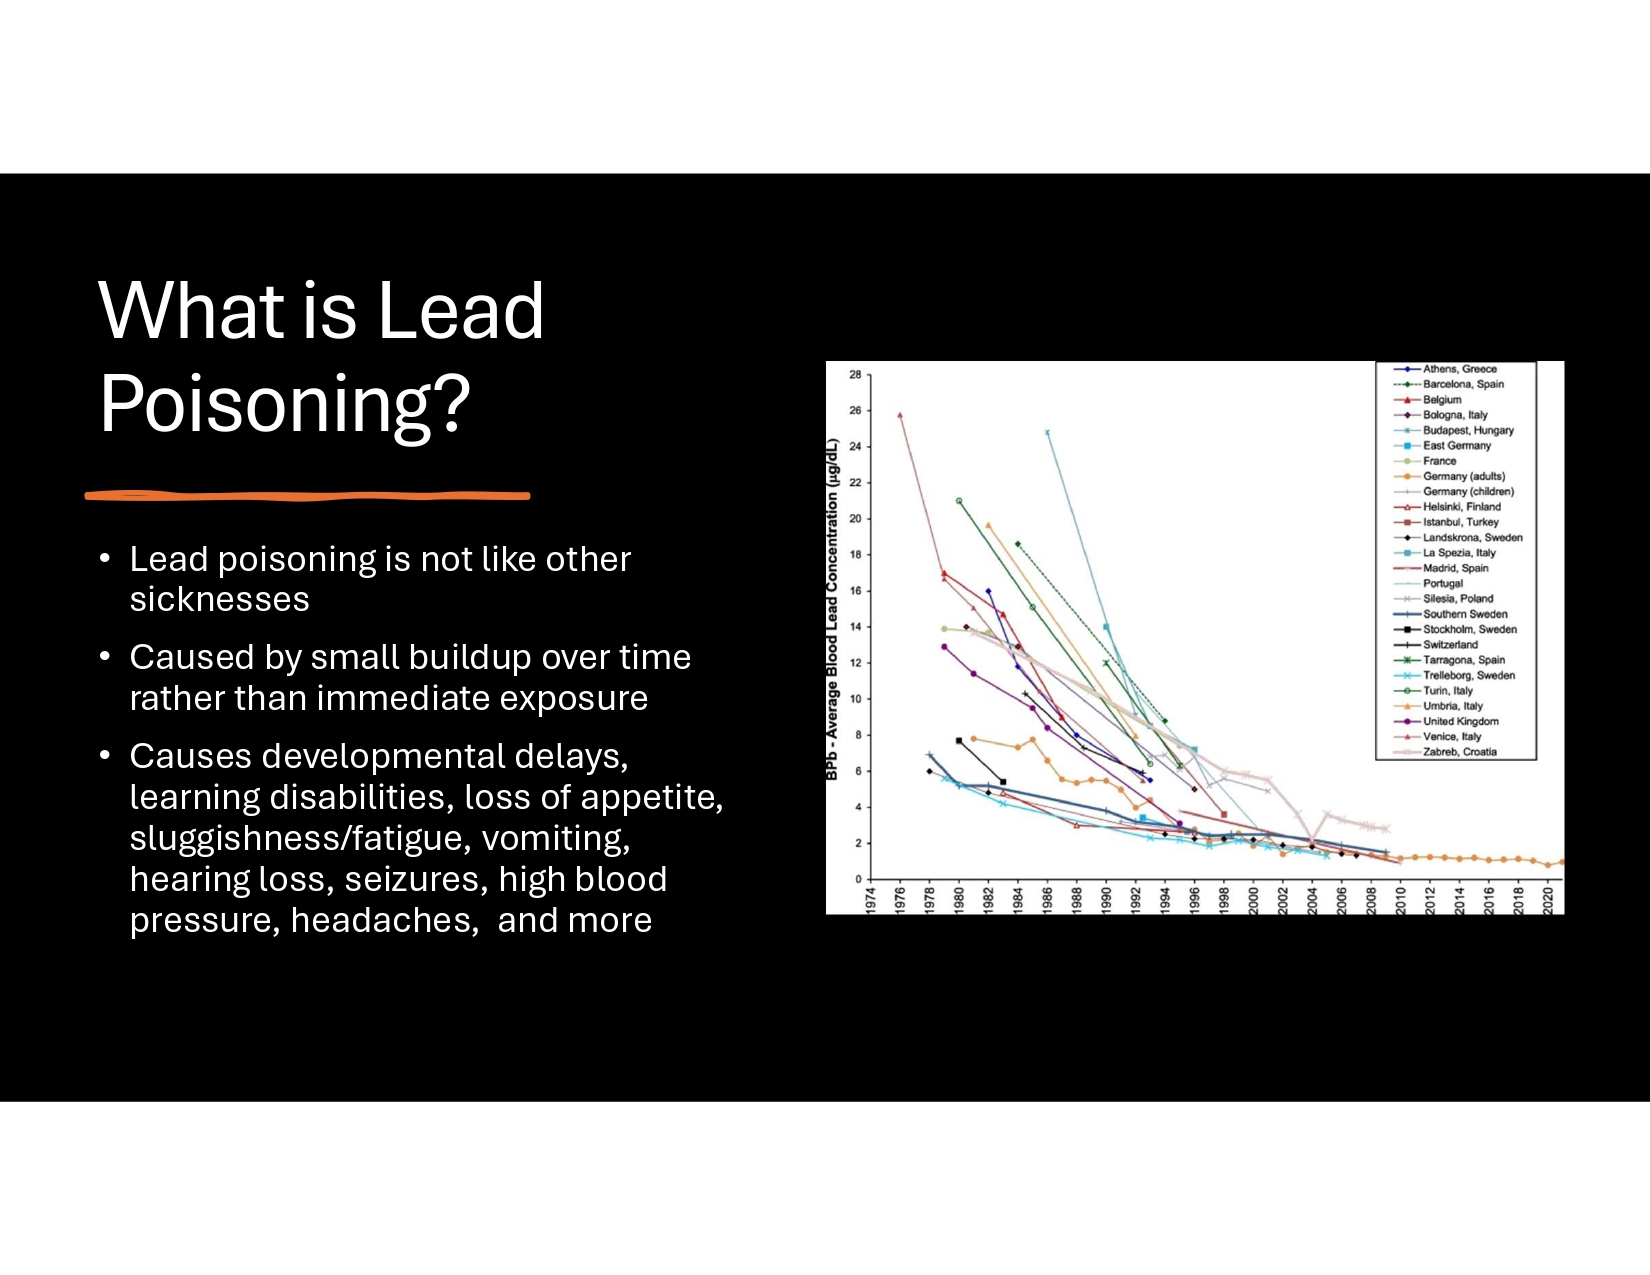 What is Lead
Poisoning?
• Lead poisoning is not like other
sicknesses
• Caused by small buildup over time
rather than immediate exposure
• Causes developmental delays,
learning disabilities, loss of appetite,
sluggishness/fatigue, vomiting,
hearing loss, seizures, high blood
pressure, headaches,  and more
BPb - Average Blood Lead Concentration (µg/dL)
28
26
24
22
20
18
16
14
12
10
8
6
4
2
0
1974
1976
1978
1980
1982
1984
1986
1988
1990
1992
1994
1996
1998
2000
2002
2004
2006
2008
2010
2012
2014
2016
2018
2020
Athens, Greece
Barcelona, Spain
Belgium
Bologna, Italy
Budapest, Hungary
East Germany
France
Germany (adults)
Germany (children)
Helsinki, Finland
Istanbul, Turkey
Landskrona, Sweden
La Spezia, Italy
Madrid, Spain
Portugal
Silesia, Poland
Southern Sweden
Stockholm, Sweden
Switzerland
Tarragona, Spain
Trelleborg, Sweden
Turin, Italy
Umbria, Italy
United Kingdom
Venice, Italy
Zabreb, Croatia